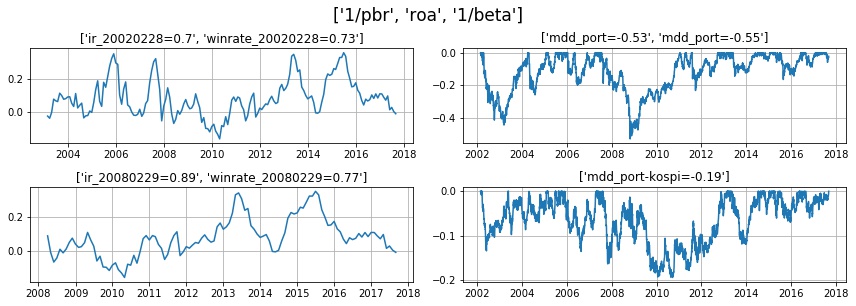 ['1/pbr', 'roa', '1/beta']
['ir_20020228=0.7', 'winrate_20020228=0.73']
0.2
0.0
2004 2006 2008 2010 2012 2014 2016 2018
['mdd_port=-0.53', 'mdd_port=-0.55']
0.0
−0.2
−0.4
2002 2004 2006 2008 2010 2012 2014 2016 2018
['ir_20080229=0.89', 'winrate_20080229=0.77']
0.2
0.0
2008 2009 2010 2011 2012 2013 2014 2015 2016 2017 2018
['mdd_port-kospi=-0.19']
0.0
−0.1
−0.2
2002 2004 2006 2008 2010 2012 2014 2016 2018